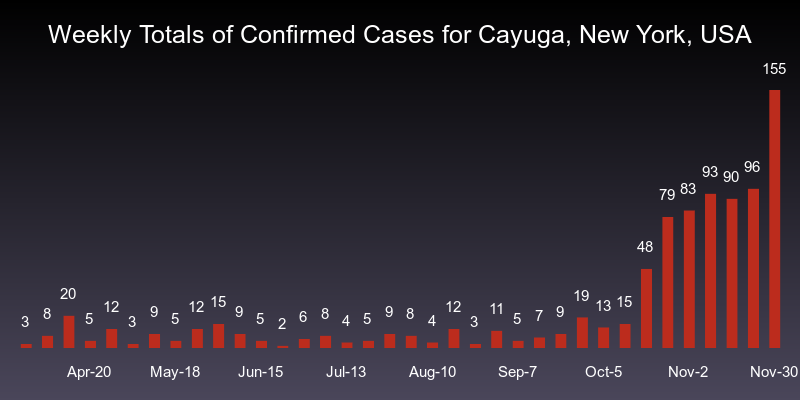 Weekly Totals of Confirmed Cases for Cayuga, New York, USA
3 8 20 5 12 3 9 5 12 15 9 5 2 6 8 4 5 9 8 4 12 3 11 5 7 9 19 13 15 48 79 83 93 90 96 155
Apr-20 May-18 Jun-15 Jul-13 Aug-10 Sep-7 Oct-5 Nov-2 Nov-30